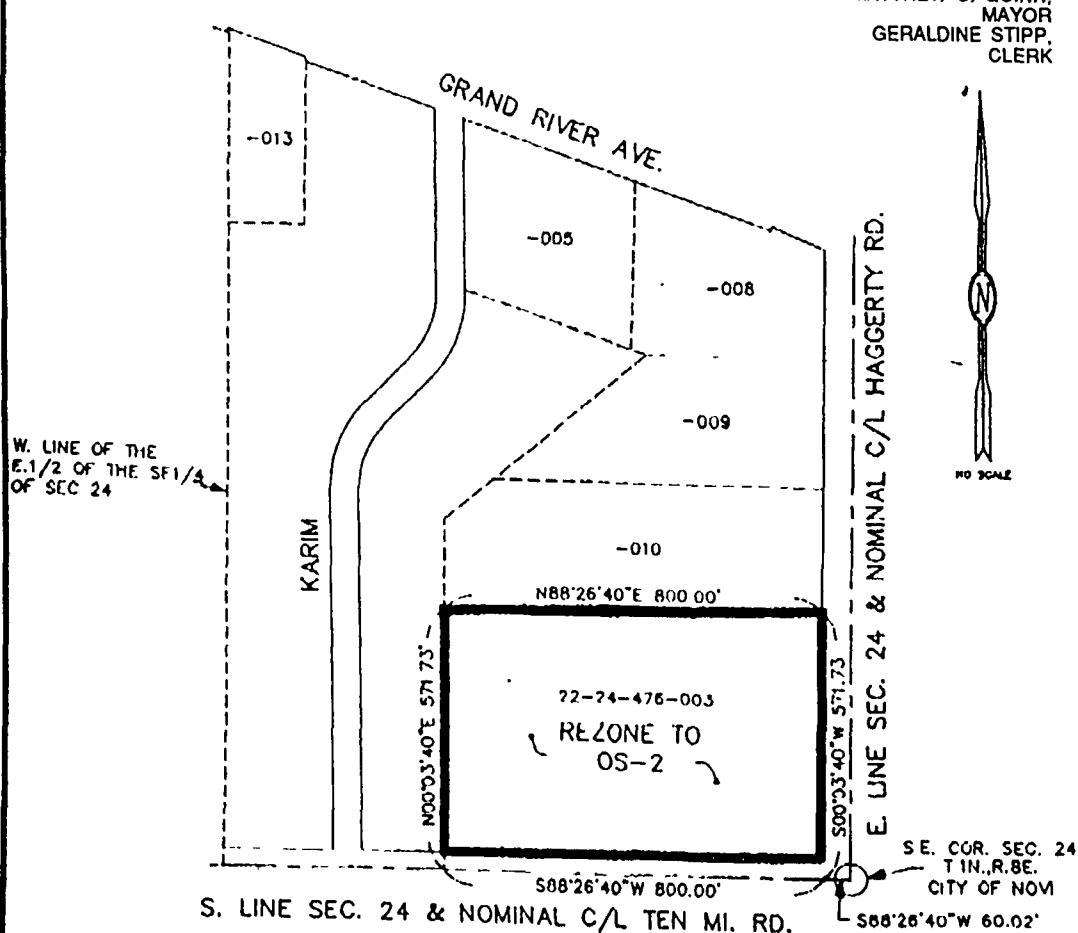 MAYOR
GERALDINE STIPP,
CLERK
GRAND RIVER AVE.
-013
-005
-008
N
NO SCALE
-009
W. LINE OF THE
E.1/2 OF THE SE1/4
OF SEC 24
KARIM
-010
E. LINE SEC. 24 & NOMINAL C/L HAGGERTY RD.
N88°26'40"E 800.00'
N00°03'40"E 571.73'
22-24-476-003
REZONE TO
OS-2
S00°03'40"W 571.73
S88°26'40"W 800.00'
S.E. COR. SEC. 24
T.1N.,R.8E.
CITY OF NOVI
S. LINE SEC. 24 & NOMINAL C/L TEN MI. RD.
S88°26'40"W 60.02'